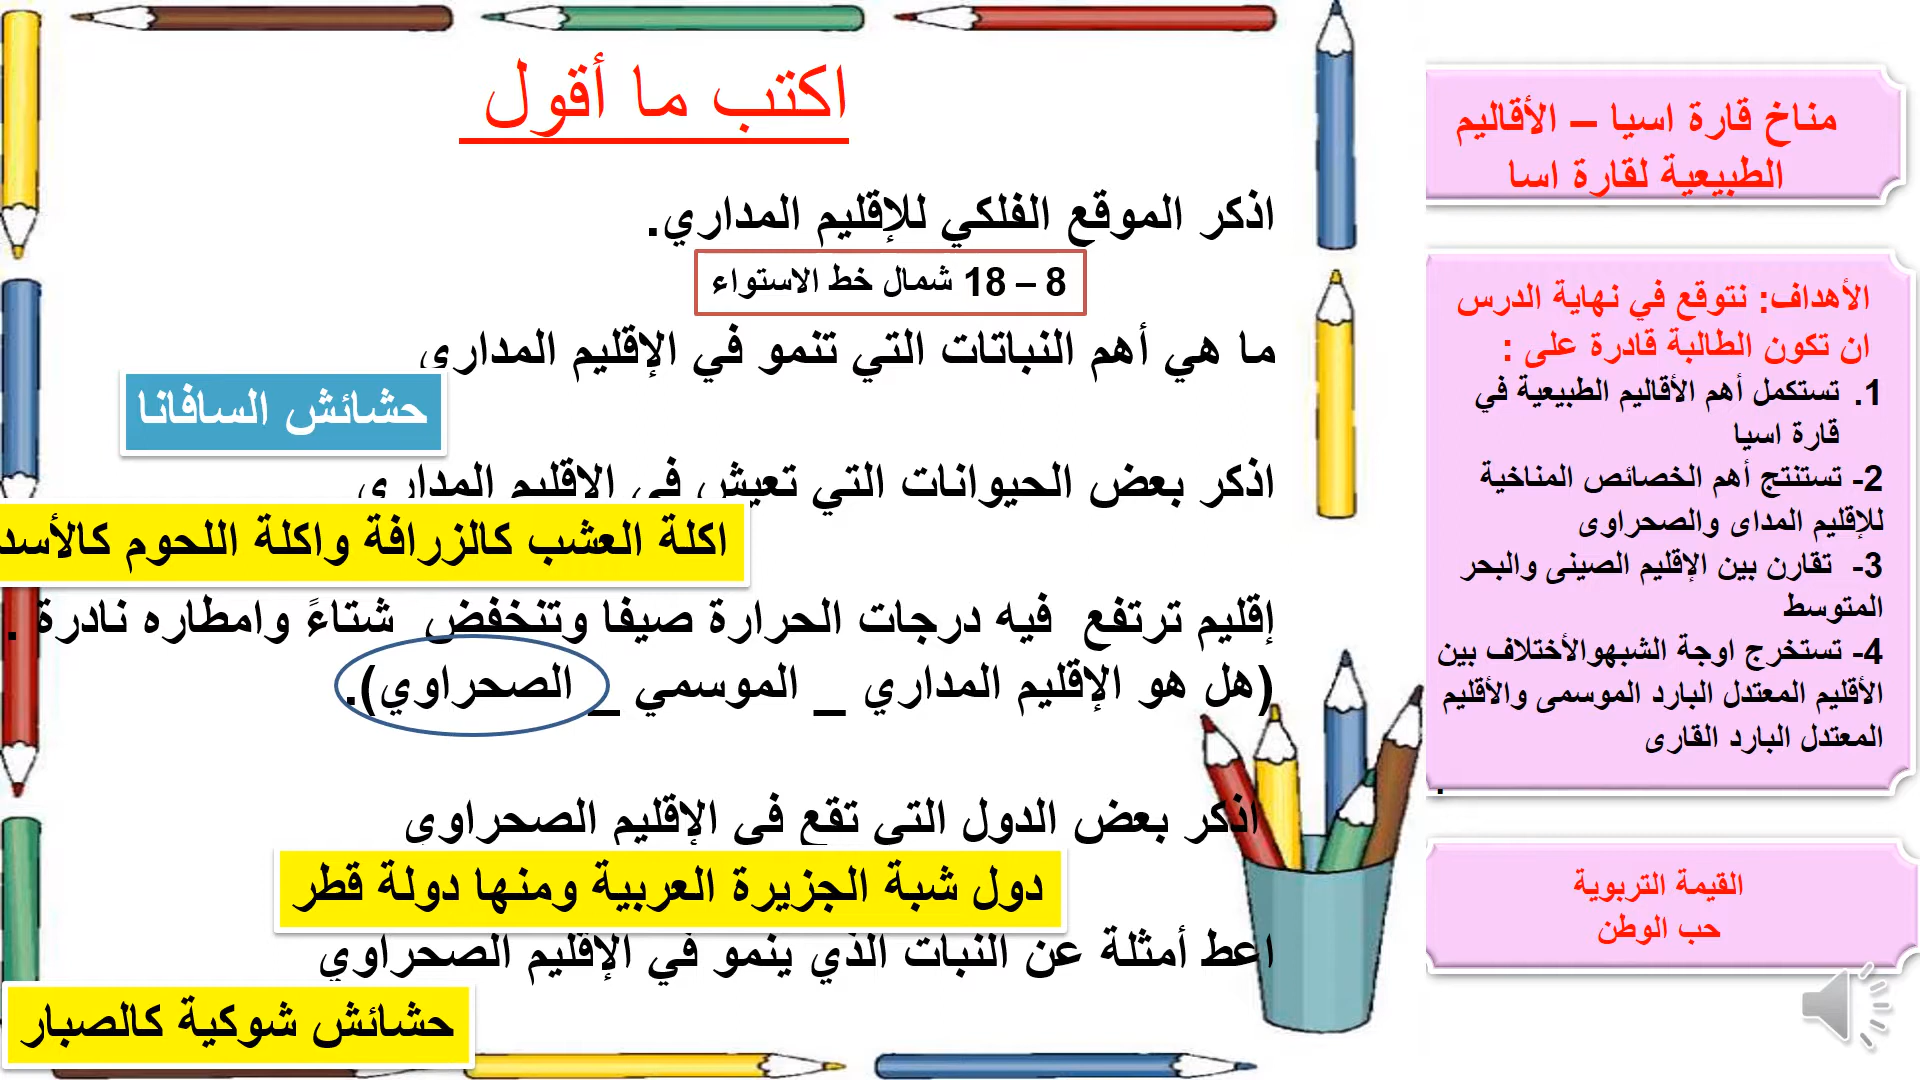 اكتب ما أقول
اذكر الموقع الفلكي للإقليم المداري.
8 – 18 شمال خط الاستواء
ما هي أهم النباتات التي تنمو في الإقليم المداري
حشائش السافانا
اذكر بعض الحيوانات التي تعيش في الإقليم المداري
اكلة العشب كالزرافة واكلة اللحوم كالأسد
إقليم ترتفع فيه درجات الحرارة صيفا وتنخفض شتاءً وامطاره نادرة .
(هل هو الإقليم المداري _ الموسمي _ الصحراوي).
اذكر بعض الدول التي تقع في الإقليم الصحراوي
دول شبة الجزيرة العربية ومنها دولة قطر
اعط أمثلة عن النبات الذي ينمو في الإقليم الصحراوي
حشائش شوكية كالصبار
مناخ قارة اسيا – الأقاليم
الطبيعية لقارة اسا
الأهداف: نتوقع في نهاية الدرس
ان تكون الطالبة قادرة على :
1. تستكمل أهم الأقاليم الطبيعية في
قارة اسيا
2- تستنتج أهم الخصائص المناخية
للإقليم المداى والصحراوى
3- تقارن بين الإقليم الصينى والبحر
المتوسط
4- تستخرج اوجة الشبهوالأختلاف بين
الأقليم المعتدل البارد الموسمى والأقليم
المعتدل البارد القارى
.
القيمة التربوية
حب الوطن